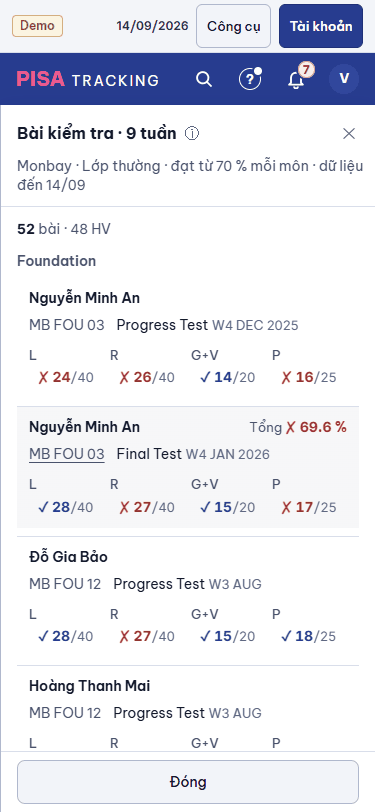 Demo 14/09/2026 Công cụ Tài khoản
PISA TRACKING ? 7 V
Bài kiểm tra · 9 tuần ⓘ ×
Monbay · Lớp thường · đạt từ 70 % mỗi môn · dữ liệu
đến 14/09
52 bài · 48 HV
Foundation
Nguyễn Minh An
MB FOU 03 Progress Test W4 DEC 2025
L R G+V P
✗ 24/40 ✗ 26/40 ✓ 14/20 ✗ 16/25
Nguyễn Minh An Tổng ✗ 69.6 %
MB FOU 03 Final Test W4 JAN 2026
L R G+V P
✓ 28/40 ✗ 27/40 ✓ 15/20 ✗ 17/25
Đỗ Gia Bảo
MB FOU 12 Progress Test W3 AUG
L R G+V P
✓ 28/40 ✗ 27/40 ✓ 15/20 ✓ 18/25
Hoàng Thanh Mai
MB FOU 12 Progress Test W3 AUG
L R G+V P
Đóng